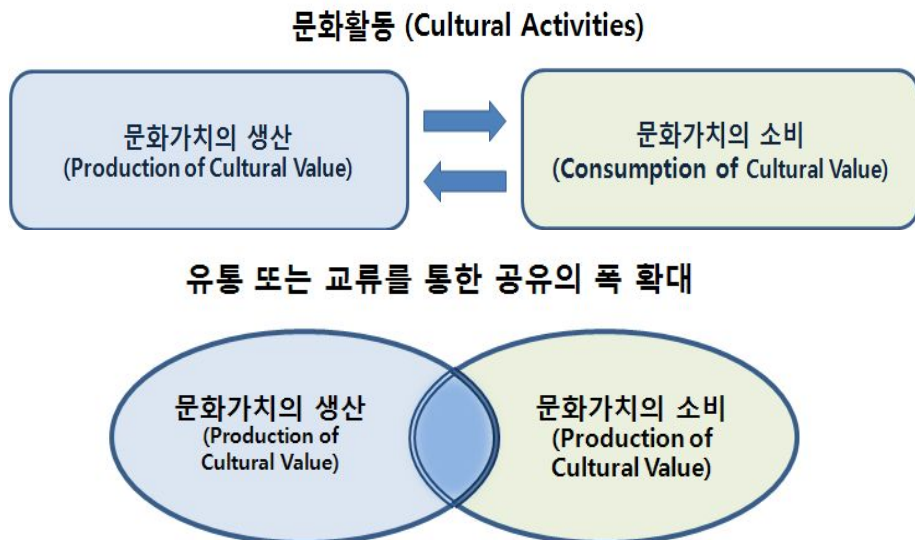 문화활동 (Cultural Activities)
문화가치의 생산
(Production of Cultural Value)
문화가치의 소비
(Consumption of Cultural Value)
유통 또는 교류를 통한 공유의 폭 확대
문화가치의 생산
(Production of
Cultural Value)
문화가치의 소비
(Production of
Cultural Value)